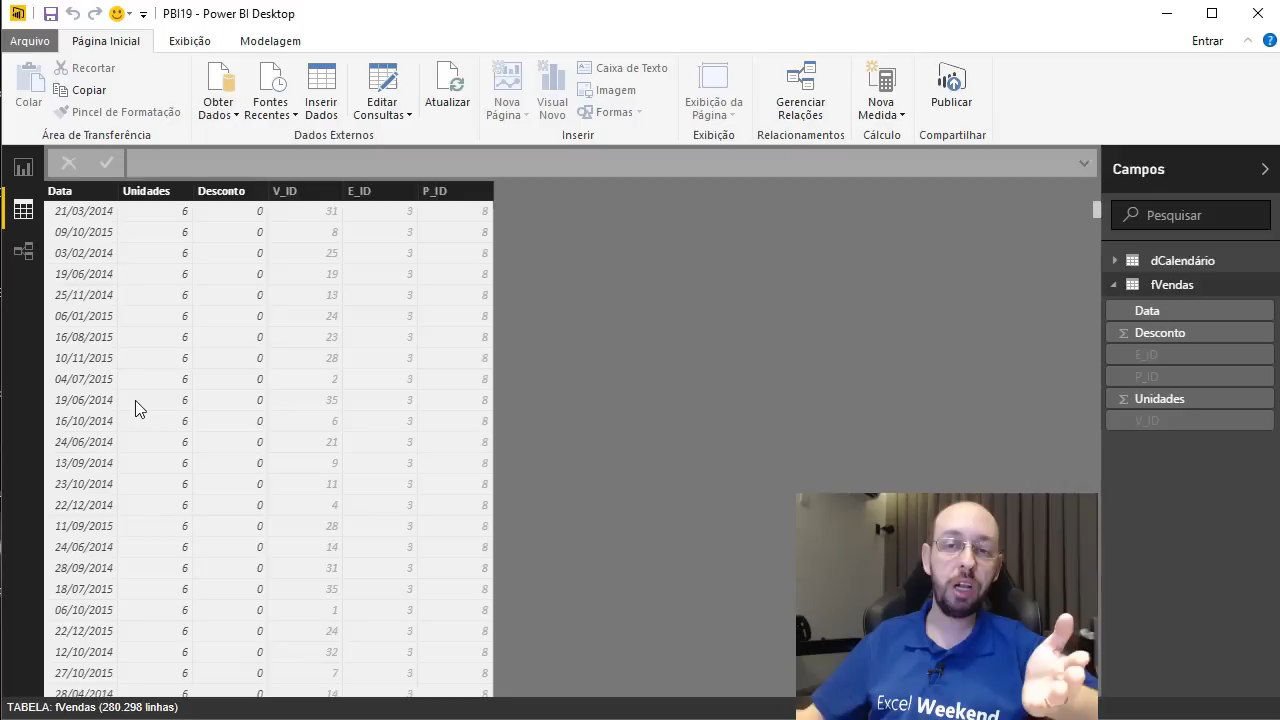 PBI19 - Power BI Desktop
Arquivo Página Inicial Exibição Modelagem Entrar
Colar
Recortar
Copiar
Pincel de Formatação
Área de Transferência
Obter Dados
Fontes Recentes
Inserir Dados
Editar Consultas
Atualizar
Dados Externos
Nova Página
Visual Novo
Caixa de Texto
Imagem
Formas
Inserir
Exibição da Página
Exibição
Gerenciar Relações
Relacionamentos
Nova Medida
Cálculo
Publicar
Compartilhar
Data Unidades Desconto V_ID E_ID P_ID
21/03/2014 6 0 31 3 8
09/10/2015 6 0 8 3 8
03/02/2014 6 0 25 3 8
19/06/2014 6 0 19 3 8
25/11/2014 6 0 13 3 8
06/01/2015 6 0 24 3 8
16/08/2015 6 0 23 3 8
10/11/2015 6 0 28 3 8
04/07/2015 6 0 2 3 8
19/06/2014 6 0 35 3 8
16/10/2014 6 0 6 3 8
24/06/2014 6 0 21 3 8
13/09/2014 6 0 9 3 8
23/10/2014 6 0 11 3 8
22/12/2014 6 0 4 3 8
11/09/2015 6 0 28 3 8
24/06/2014 6 0 14 3 8
28/09/2014 6 0 31 3 8
18/07/2015 6 0 35 3 8
06/10/2015 6 0 1 3 8
22/12/2015 6 0 24 3 8
12/10/2014 6 0 32 3 8
27/10/2015 6 0 7 3 8
28/04/2014 6 0 14 3 8
Campos
Pesquisar
dCalendário
fVendas
Data
Σ Desconto
E_ID
P_ID
Σ Unidades
V_ID
Excel Weekend
TABELA: fVendas (280.298 linhas)